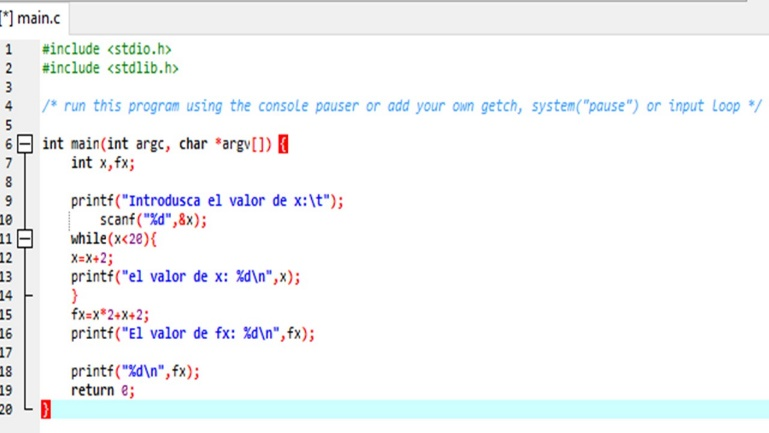 [*] main.c
1 #include <stdio.h>
2 #include <stdlib.h>
3
4 /* run this program using the console pauser or add your own getch, system("pause") or input loop */
5
6 int main(int argc, char *argv[]) {
7 int x,fx;
8
9 printf("Introdusca el valor de x:\t");
10 scanf("%d",&x);
11 while(x<20){
12 x=x+2;
13 printf("el valor de x: %d\n",x);
14 }
15 fx=x*2+x+2;
16 printf("El valor de fx: %d\n",fx);
17
18 printf("%d\n",fx);
19 return 0;
20 }